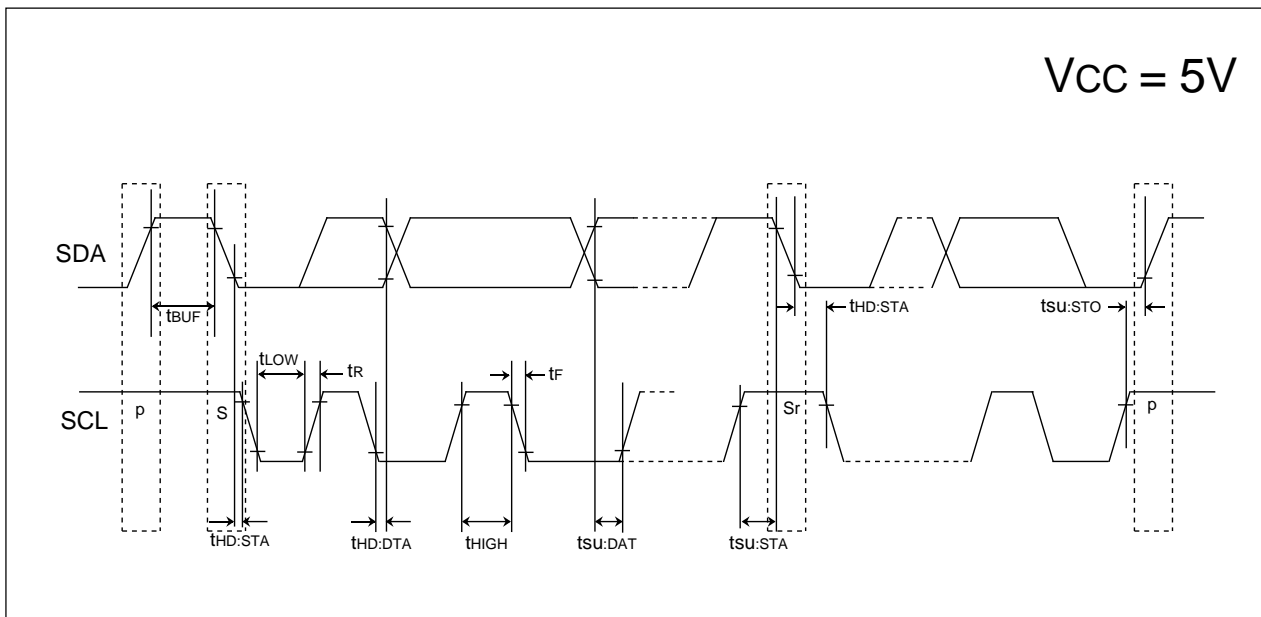 VCC = 5V
SDA
tBUF
tHD:STA
tsu:STO
tLOW
tR
tF
SCL
p
S
Sr
p
tHD:STA
tHD:DTA
tHIGH
tsu:DAT
tsu:STA